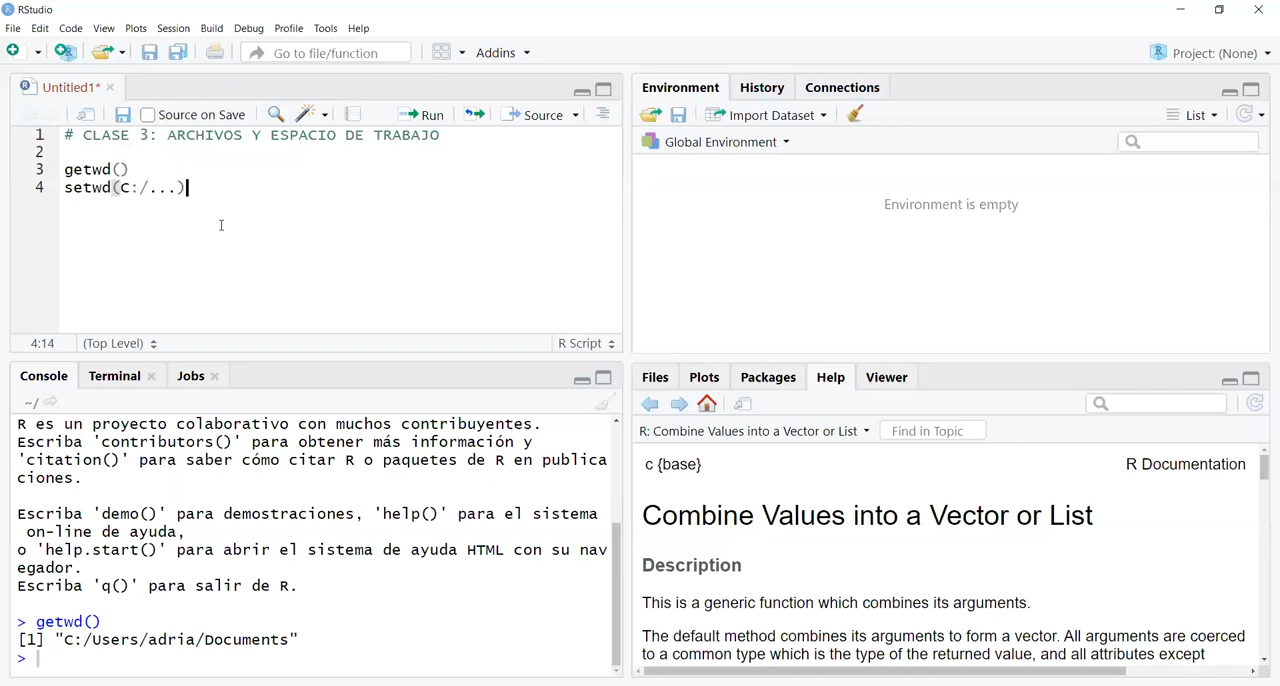 RStudio
File Edit Code View Plots Session Build Debug Profile Tools Help
Go to file/function Addins Project: (None)
Untitled1*
Source on Save Run Source
1 # CLASE 3: ARCHIVOS Y ESPACIO DE TRABAJO
2
3 getwd()
4 setwd(C:/...)
4:14 (Top Level) R Script
Console Terminal Jobs
~/
R es un proyecto colaborativo con muchos contribuyentes.
Escriba 'contributors()' para obtener más información y
'citation()' para saber cómo citar R o paquetes de R en publica
ciones.
Escriba 'demo()' para demostraciones, 'help()' para el sistema
on-line de ayuda,
o 'help.start()' para abrir el sistema de ayuda HTML con su nav
egador.
Escriba 'q()' para salir de R.
> getwd()
[1] "C:/Users/adria/Documents"
>
Environment History Connections
Import Dataset List
Global Environment
Environment is empty
Files Plots Packages Help Viewer
R: Combine Values into a Vector or List Find in Topic
c {base} R Documentation
Combine Values into a Vector or List
Description
This is a generic function which combines its arguments.
The default method combines its arguments to form a vector. All arguments are coerced
to a common type which is the type of the returned value, and all attributes except